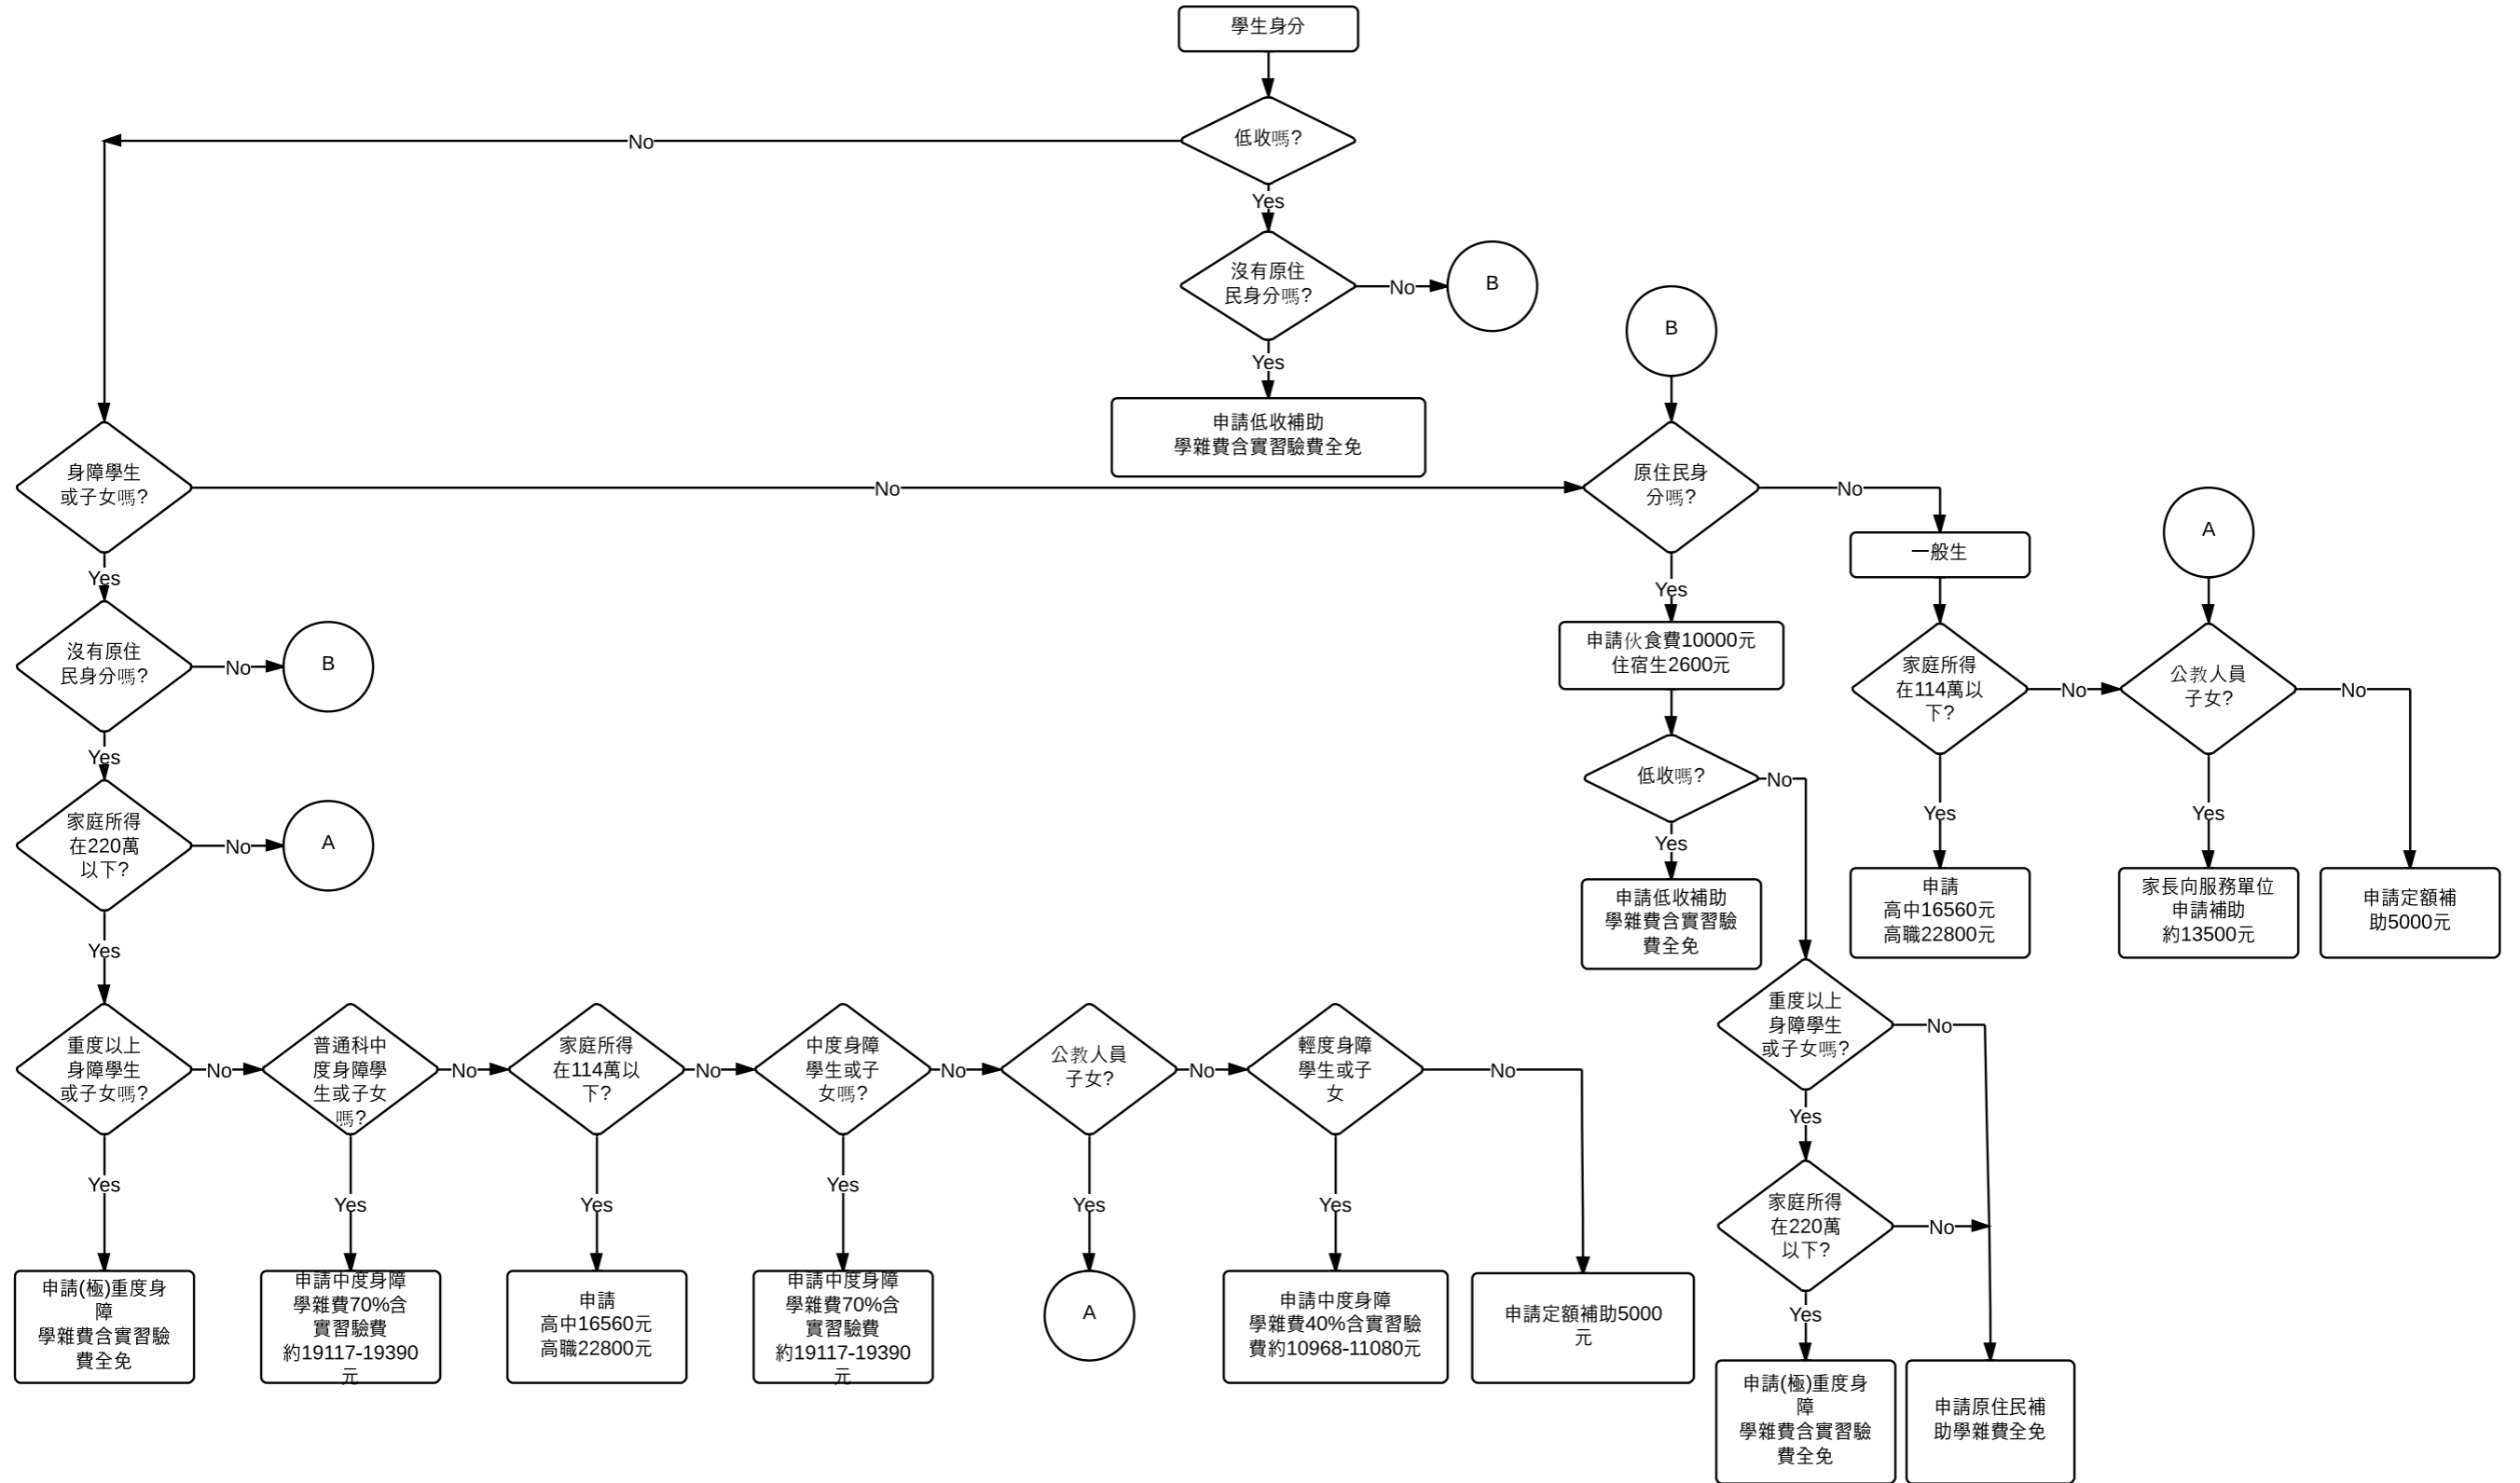 學生身分
低收嗎?
No
Yes
沒有原住
民身分嗎?
No
B
Yes
申請低收補助
學雜費含實習驗費全免
B
身障學生
或子女嗎?
No
原住民身
分嗎?
No
一般生
A
Yes
Yes
沒有原住
民身分嗎?
No
B
申請伙食費10000元
住宿生2600元
家庭所得
在114萬以
下?
No
公教人員
子女?
No
Yes
低收嗎?
No
Yes
Yes
Yes
家庭所得
在220萬
以下?
No
A
申請低收補助
學雜費含實習驗
費全免
申請
高中16560元
高職22800元
家長向服務單位
申請補助
約13500元
申請定額補
助5000元
Yes
重度以上
身障學生
或子女嗎?
No
普通科中
度身障學
生或子女
嗎?
No
家庭所得
在114萬以
下?
No
中度身障
學生或子
女嗎?
No
公教人員
子女?
No
輕度身障
學生或子
女
No
重度以上
身障學生
或子女嗎?
No
Yes
Yes
Yes
Yes
Yes
Yes
Yes
家庭所得
在220萬
以下?
No
Yes
申請(極)重度身
障
學雜費含實習驗
費全免
申請中度身障
學雜費70%含
實習驗費
約19117-19390
元
申請
高中16560元
高職22800元
申請中度身障
學雜費70%含
實習驗費
約19117-19390
元
A
申請中度身障
學雜費40%含實習驗
費約10968-11080元
申請定額補助5000
元
申請(極)重度身
障
學雜費含實習驗
費全免
申請原住民補
助學雜費全免